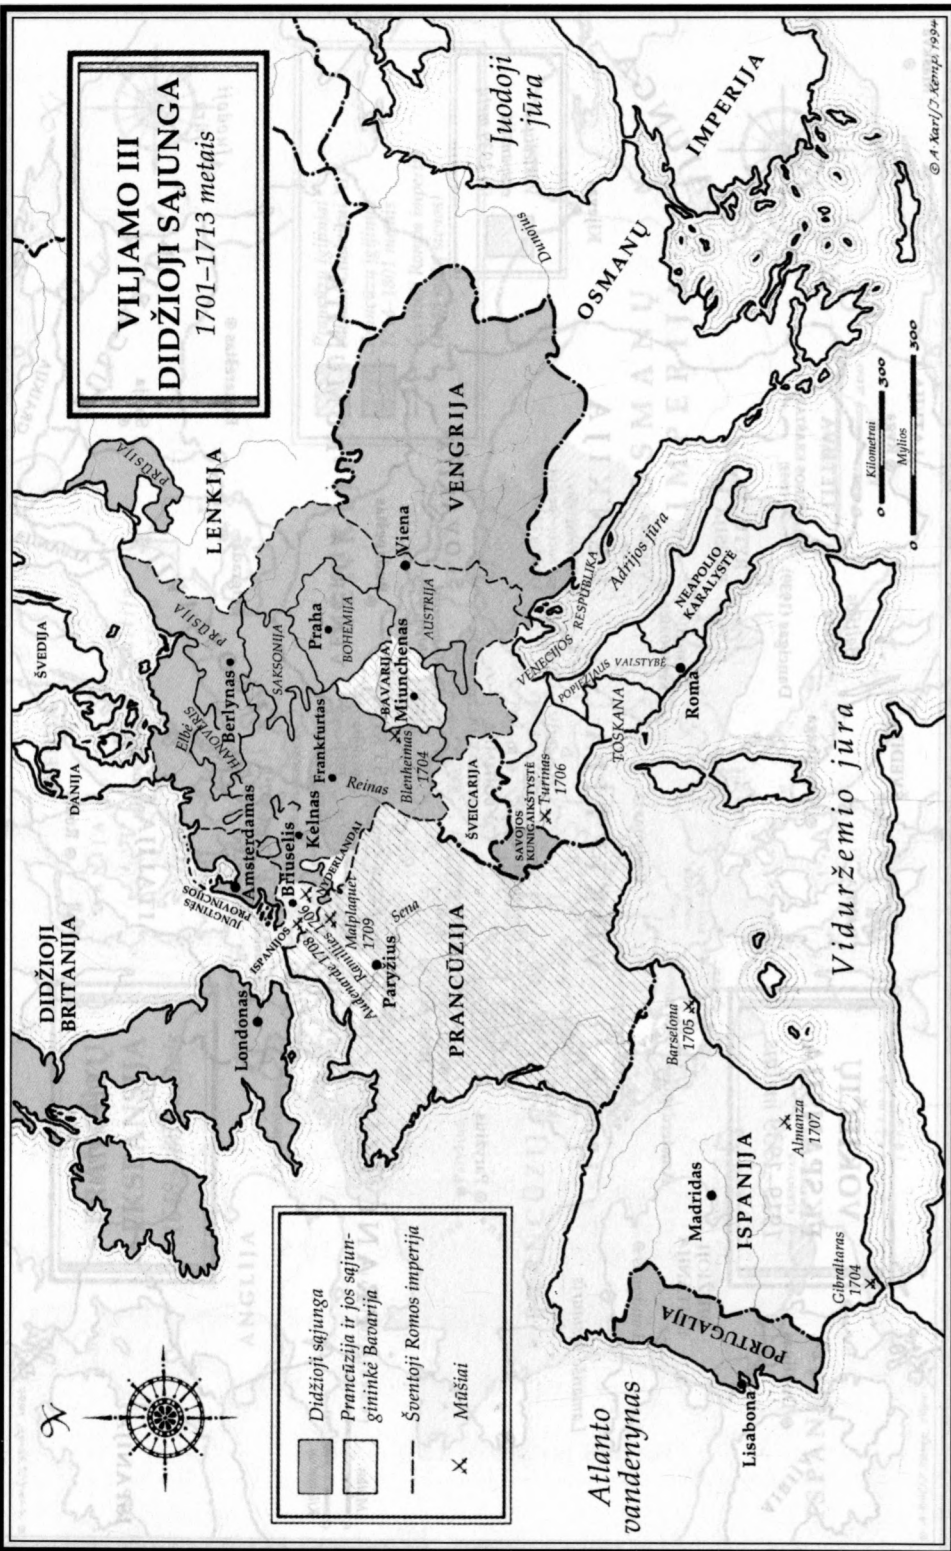 VILJAMO III
DIDŽIOJI SĄJUNGA
1701–1713 metais
Didžioji sąjunga
Prancūzija ir jos sąjun-
gininkė Bavarija
Šventoji Romos imperija
Mūšiai
N
DIDŽIOJI
BRITANIJA
Londonas
DANIJA
ŠVEDIJA
PRŪSIJA
LENKIJA
JUNGTINĖS
PROVINCIJOS
Amsterdamas
Elbė
HANOVERIS
Berlynas
PRŪSIJA
SAKSONIJA
ISPANIJOS
NYDERLANDAI
Briuselis
Kelnas
Frankfurtas
Praha
BOHEMIJA
Audenarde 1708
Ramillies 1706
Malplaquet
1709
Reinas
BAVARIJA
Miunchenas
Blenheimas
1704
Viena
AUSTRIJA
VENGRIJA
Sena
Paryžius
PRANCŪZIJA
ŠVEICARIJA
SAVOJOS
KUNIGAIKŠTYSTĖ
Turinas
1706
VENECIJOS RESPUBLIKA
Adrijos jūra
POPIEŽIAUS VALSTYBĖ
TOSKANA
Roma
NEAPOLIO
KARALYSTĖ
Juodoji
jūra
Dunojus
OSMANŲ
IMPERIJA
Barselona
1705
Madridas
ISPANIJA
Almanza
1707
Gibraltaras
1704
PORTUGALIJA
Lisabona
Atlanto
vandenynas
Viduržemio jūra
0 300
Kilometrai
Mylios
0 300
© A·Karl/J·Kemp 1994